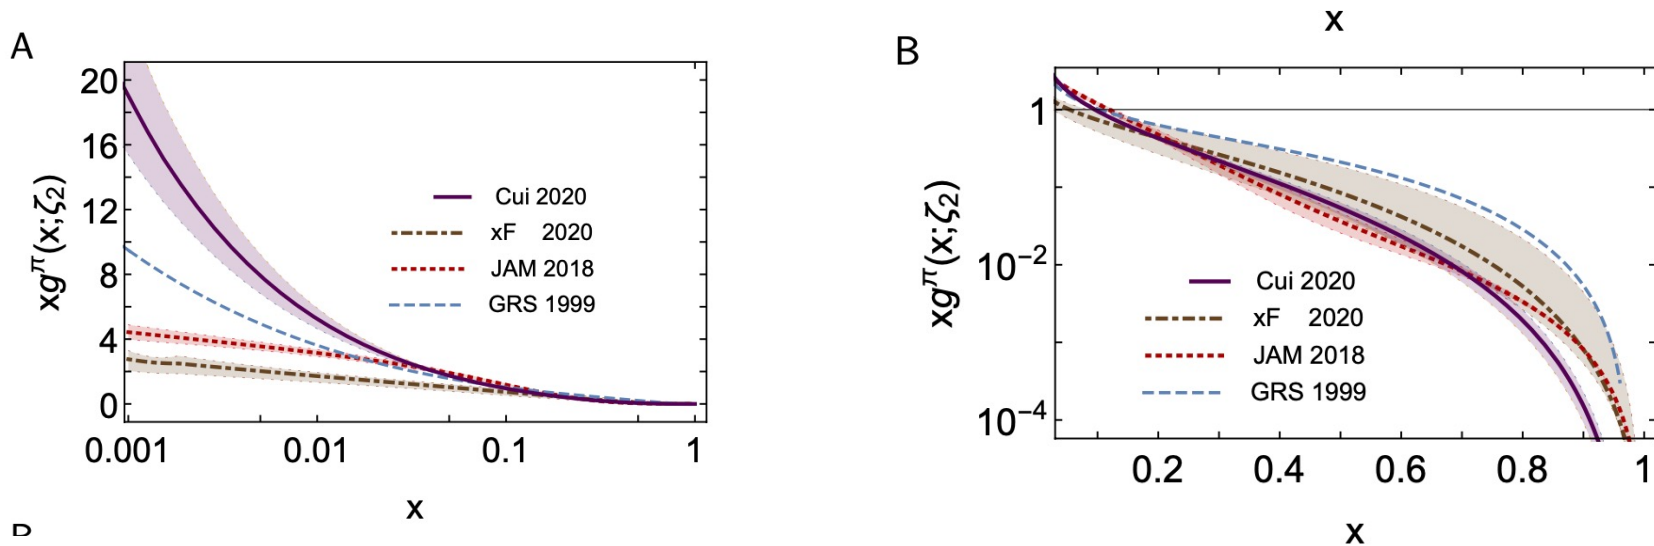 A
20
16
12
8
4
0
xg^π(x;ζ₂)
Cui 2020
xF 2020
JAM 2018
GRS 1999
0.001 0.01 0.1 1
x
B
x
B
1
10⁻²
10⁻⁴
xg^π(x;ζ₂)
Cui 2020
xF 2020
JAM 2018
GRS 1999
0.2 0.4 0.6 0.8 1
x